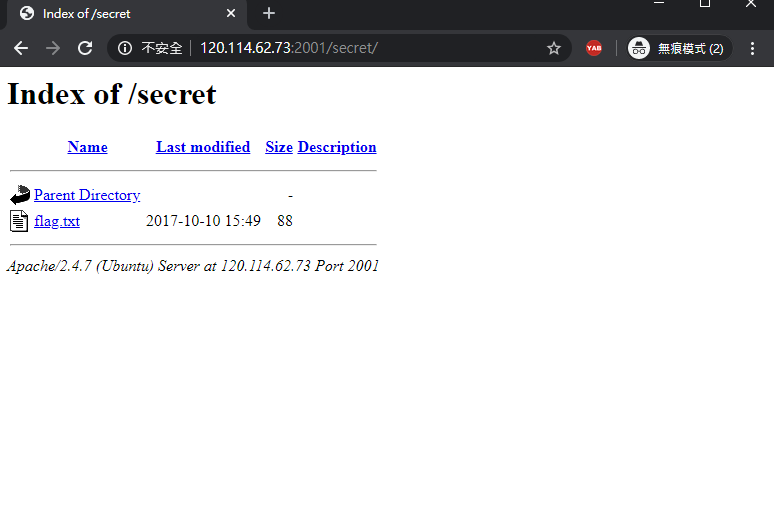 Index of /secret
不安全 120.114.62.73:2001/secret/ YAB 無痕模式 (2)
Index of /secret
Name Last modified Size Description
Parent Directory -
flag.txt 2017-10-10 15:49 88
Apache/2.4.7 (Ubuntu) Server at 120.114.62.73 Port 2001